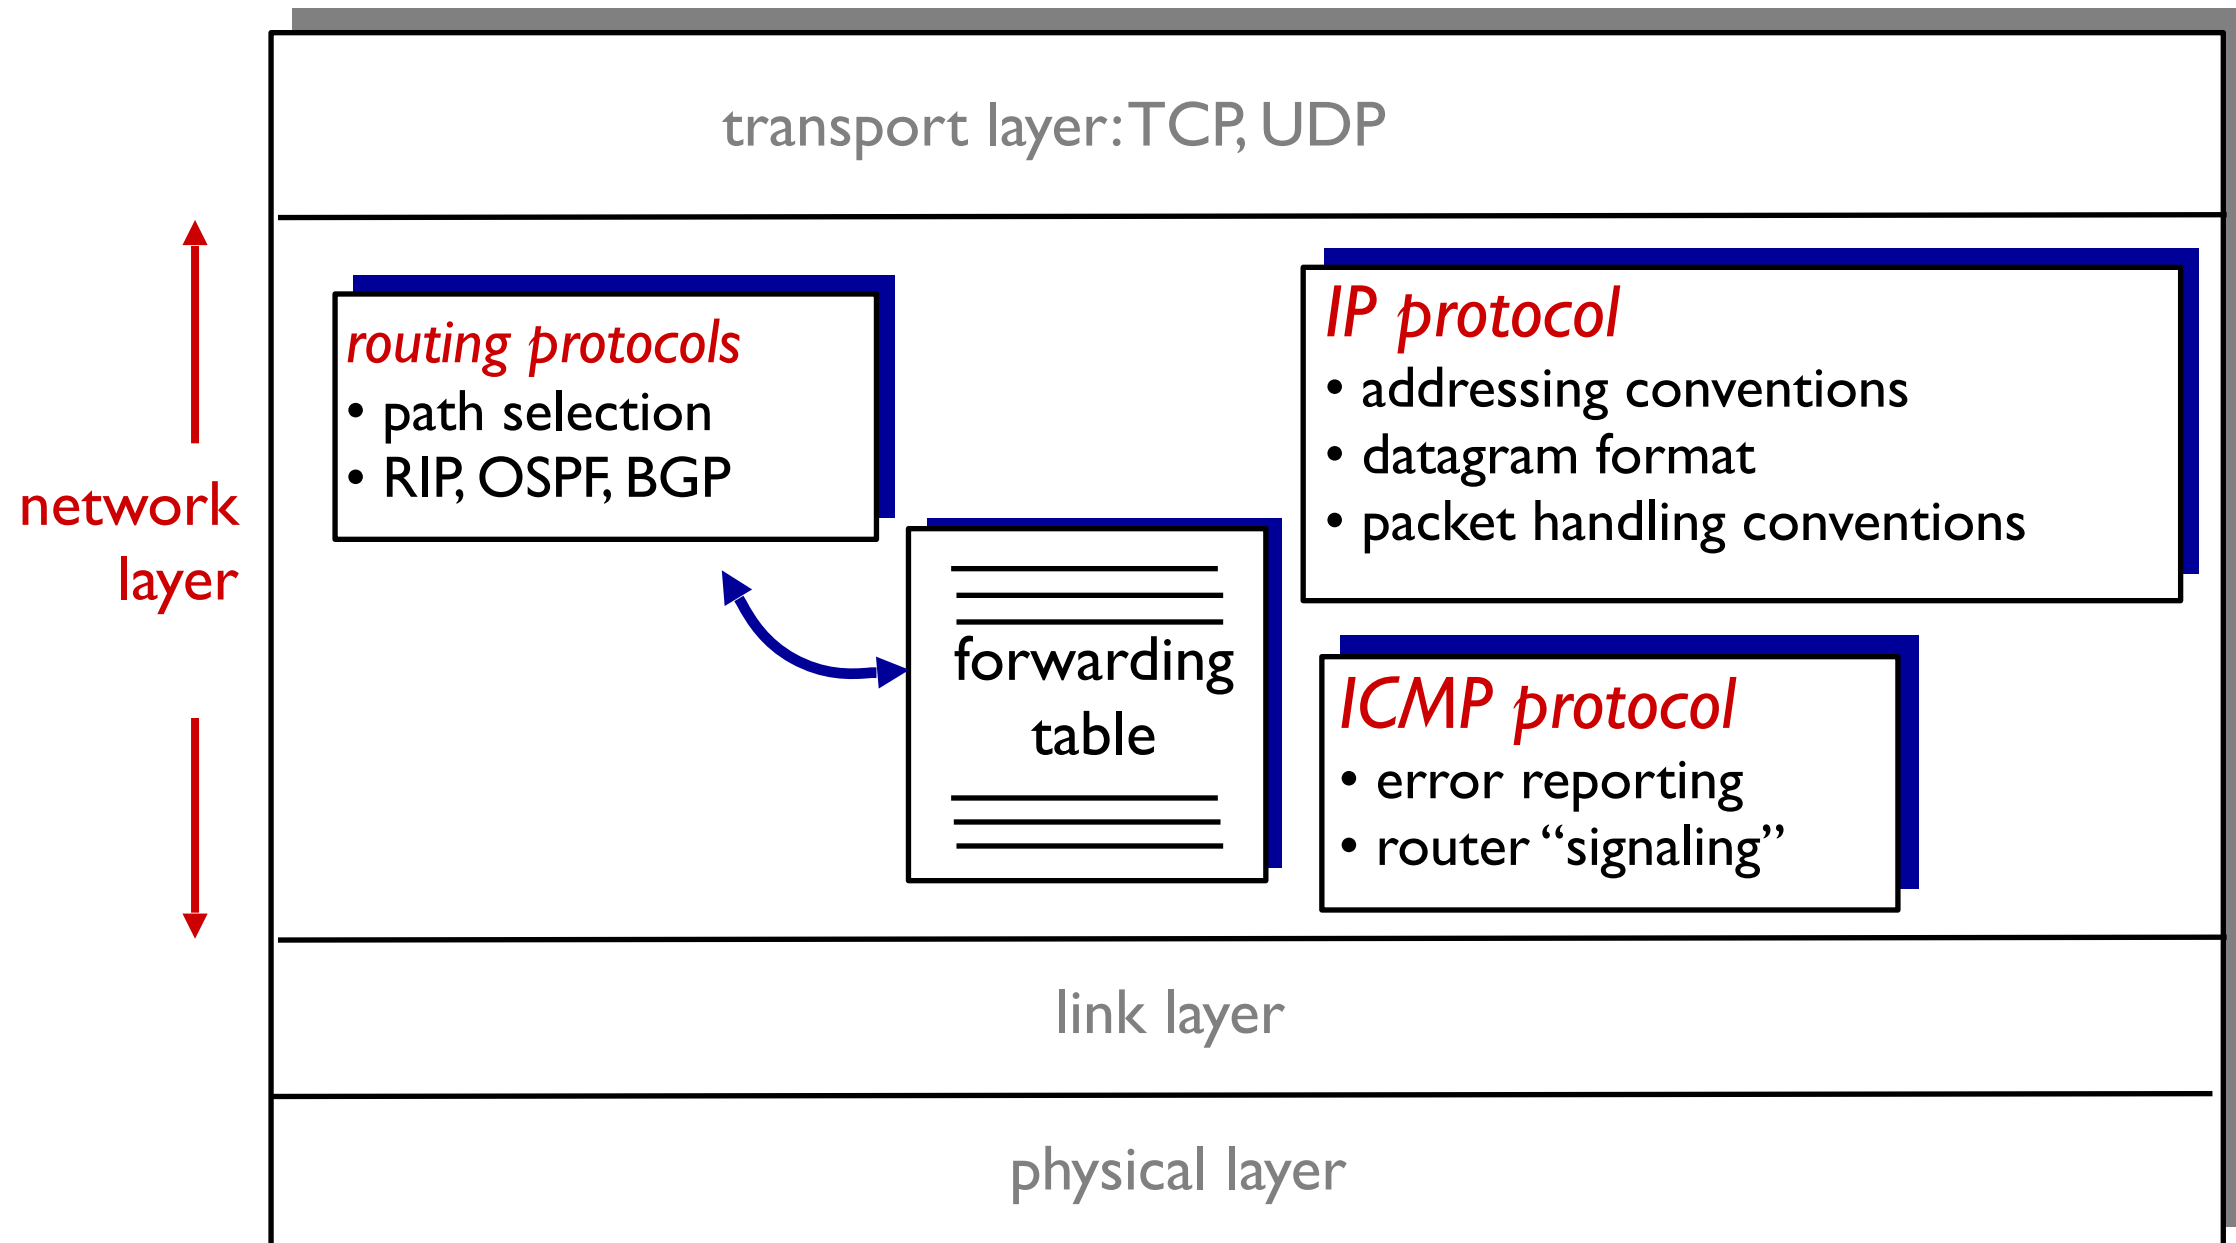 transport layer: TCP, UDP
network
layer
routing protocols
• path selection
• RIP, OSPF, BGP
forwarding
table
IP protocol
• addressing conventions
• datagram format
• packet handling conventions
ICMP protocol
• error reporting
• router “signaling”
link layer
physical layer